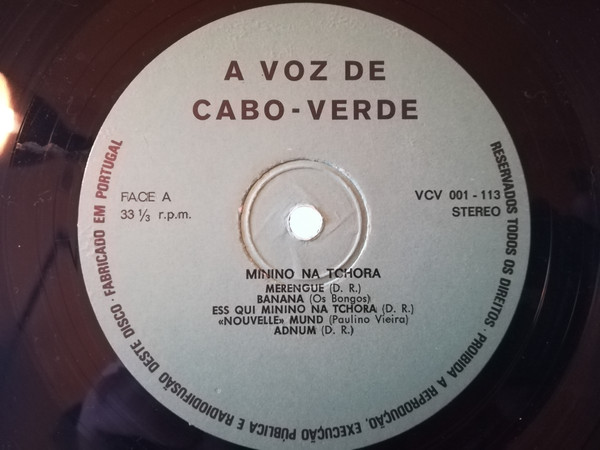 A VOZ DE
CABO-VERDE
FACE A
33 ⅓ r.p.m.
VCV 001 - 113
STEREO
MININO NA TCHORA
MERENGUE (D. R.)
BANANA (Os Bongos)
ESS QUI MININO NA TCHORA (D. R.)
«NOUVELLE» MUND (Paulino Vieira)
ADNUM (D. R.)
RESERVADOS TODOS OS DIREITOS · PROIBIDA A REPRODUÇÃO, EXECUÇÃO PÚBLICA E RADIODIFUSÃO DESTE DISCO · FABRICADO EM PORTUGAL